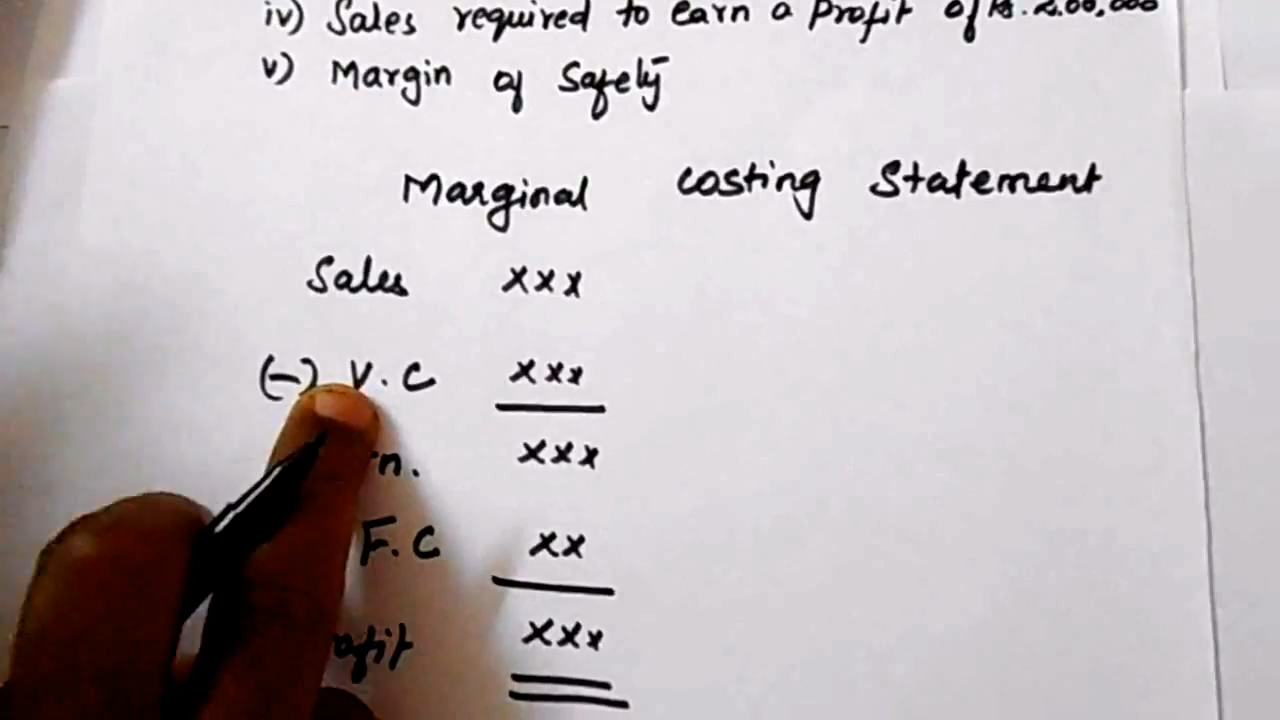 iv) Sales required to earn a Profit of Rs. 2,00,000
v) Margin of Safety
Marginal costing Statement
Sales xxx
(-) V.C xxx
n. xxx
F.C xx
ofit xxx